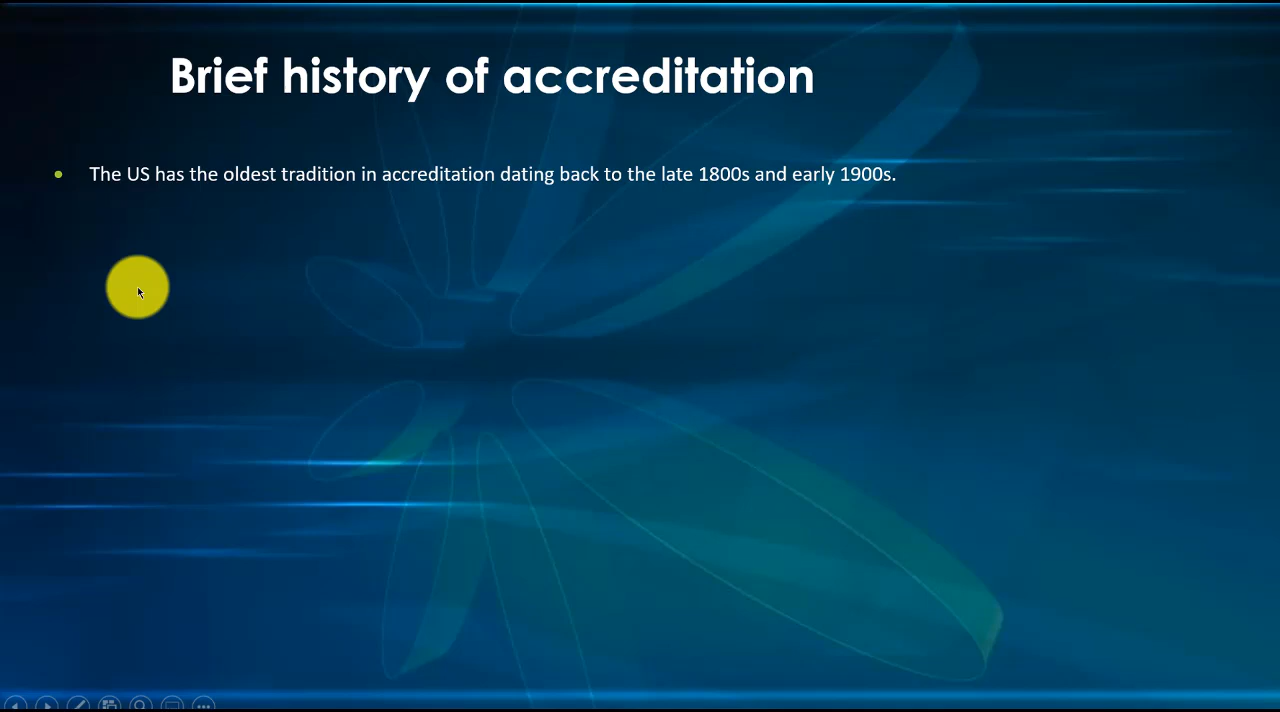 Brief history of accreditation
• The US has the oldest tradition in accreditation dating back to the late 1800s and early 1900s.